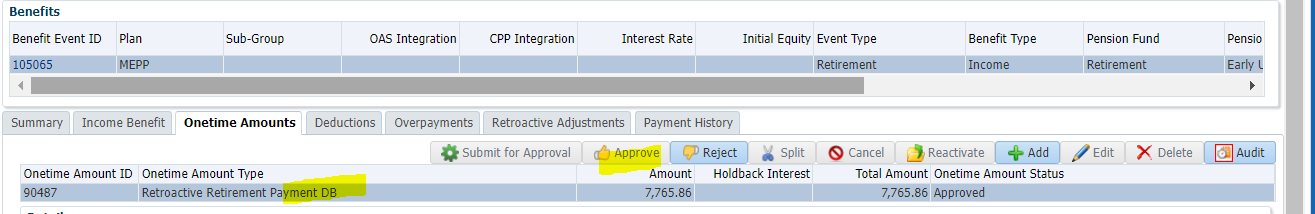 Benefits
Benefit Event ID Plan Sub-Group OAS Integration CPP Integration Interest Rate Initial Equity Event Type Benefit Type Pension Fund Pensio
105065 MEPP Retirement Income Retirement Early U
Summary Income Benefit Onetime Amounts Deductions Overpayments Retroactive Adjustments Payment History
Submit for Approval Approve Reject Split Cancel Reactivate Add Edit Delete Audit
Onetime Amount ID Onetime Amount Type Amount Holdback Interest Total Amount Onetime Amount Status
90487 Retroactive Retirement Payment DB 7,765.86 7,765.86 Approved